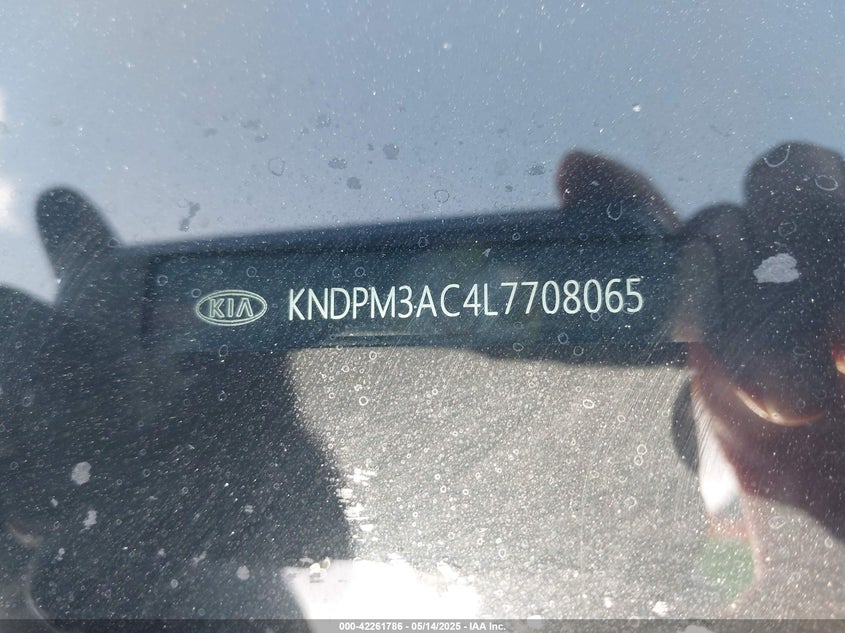 KIA KNDPM3AC4L7708065
000-42261786 - 05/14/2025 - IAA Inc.